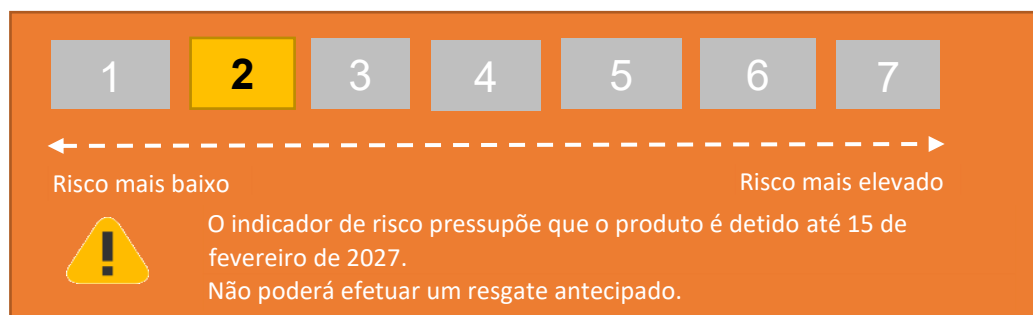 1 2 3 4 5 6 7
Risco mais baixo Risco mais elevado
O indicador de risco pressupõe que o produto é detido até 15 de
fevereiro de 2027.
Não poderá efetuar um resgate antecipado.